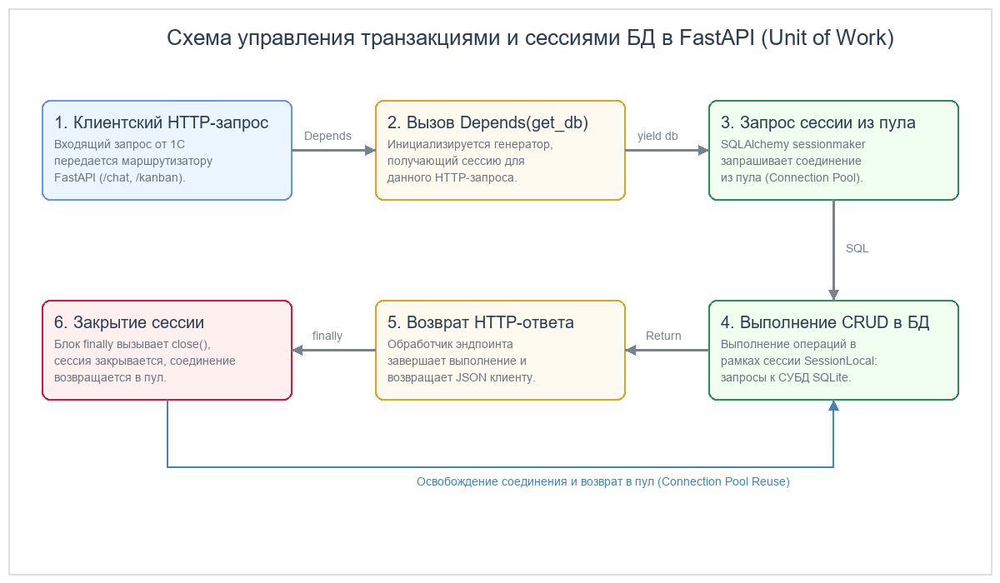 Схема управления транзакциями и сессиями БД в FastAPI (Unit of Work)
1. Клиентский HTTP-запрос
Входящий запрос от 1С
передается маршрутизатору
FastAPI (/chat, /kanban).
Depends
2. Вызов Depends(get_db)
Инициализируется генератор,
получающий сессию для
данного HTTP-запроса.
yield db
3. Запрос сессии из пула
SQLAlchemy sessionmaker
запрашивает соединение
из пула (Connection Pool).
SQL
4. Выполнение CRUD в БД
Выполнение операций в
рамках сессии SessionLocal:
запросы к СУБД SQLite.
Return
5. Возврат HTTP-ответа
Обработчик эндпоинта
завершает выполнение и
возвращает JSON клиенту.
finally
6. Закрытие сессии
Блок finally вызывает close(),
сессия закрывается, соединение
возвращается в пул.
Освобождение соединения и возврат в пул (Connection Pool Reuse)